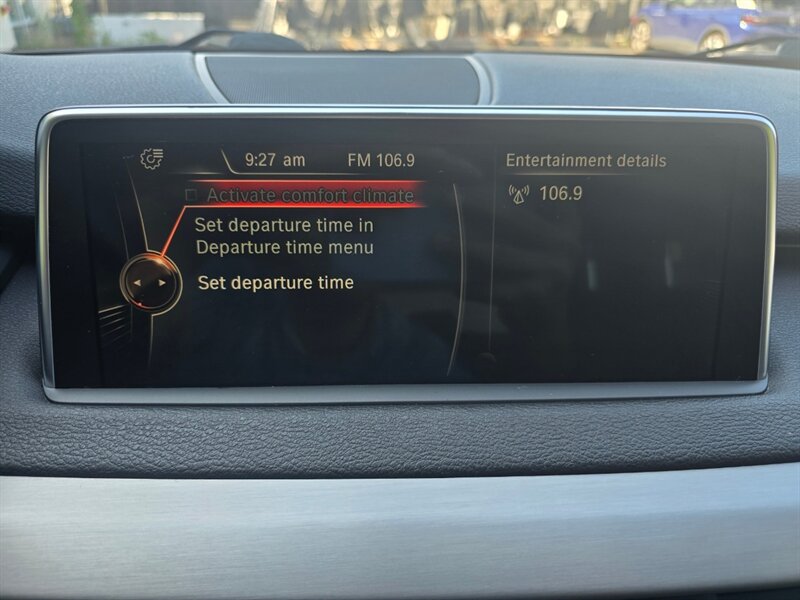 9:27 am
FM 106.9
Entertainment details
Activate comfort climate
106.9
Set departure time in
Departure time menu
Set departure time